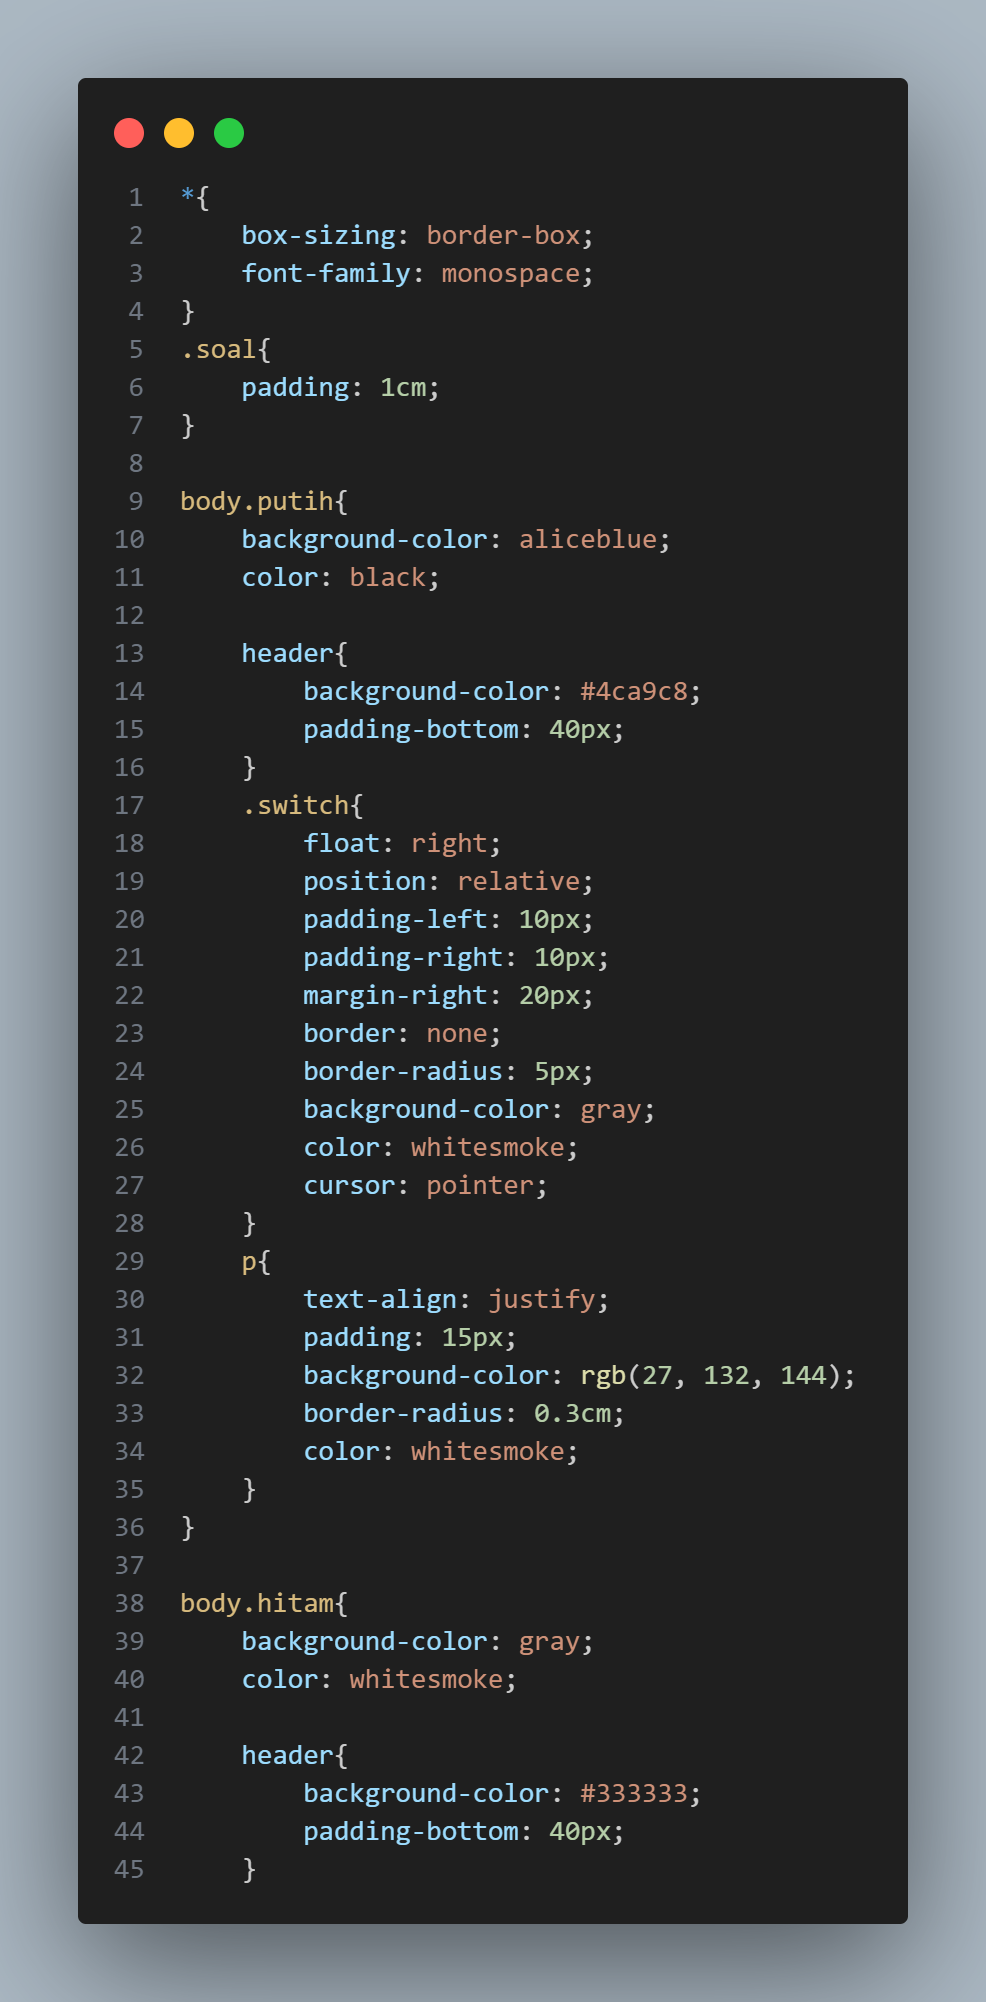 1 *{
2     box-sizing: border-box;
3     font-family: monospace;
4 }
5 .soal{
6     padding: 1cm;
7 }
8
9 body.putih{
10     background-color: aliceblue;
11     color: black;
12
13     header{
14         background-color: #4ca9c8;
15         padding-bottom: 40px;
16     }
17     .switch{
18         float: right;
19         position: relative;
20         padding-left: 10px;
21         padding-right: 10px;
22         margin-right: 20px;
23         border: none;
24         border-radius: 5px;
25         background-color: gray;
26         color: whitesmoke;
27         cursor: pointer;
28     }
29     p{
30         text-align: justify;
31         padding: 15px;
32         background-color: rgb(27, 132, 144);
33         border-radius: 0.3cm;
34         color: whitesmoke;
35     }
36 }
37
38 body.hitam{
39     background-color: gray;
40     color: whitesmoke;
41
42     header{
43         background-color: #333333;
44         padding-bottom: 40px;
45     }